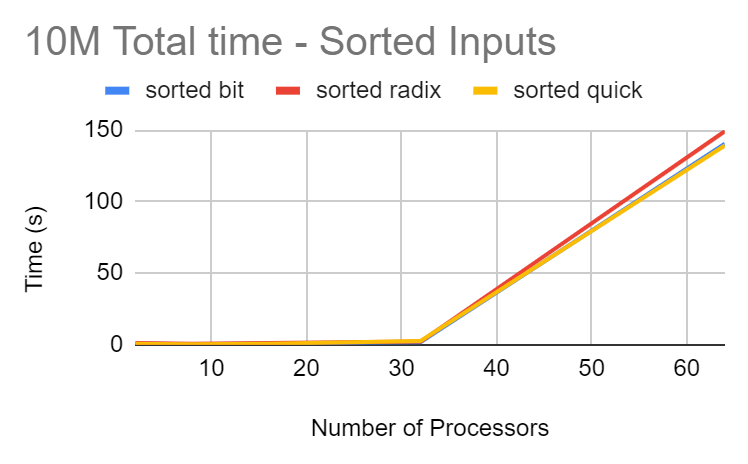 10M Total time - Sorted Inputs
sorted bit sorted radix sorted quick
150
100
50
0
Time (s)
10 20 30 40 50 60
Number of Processors